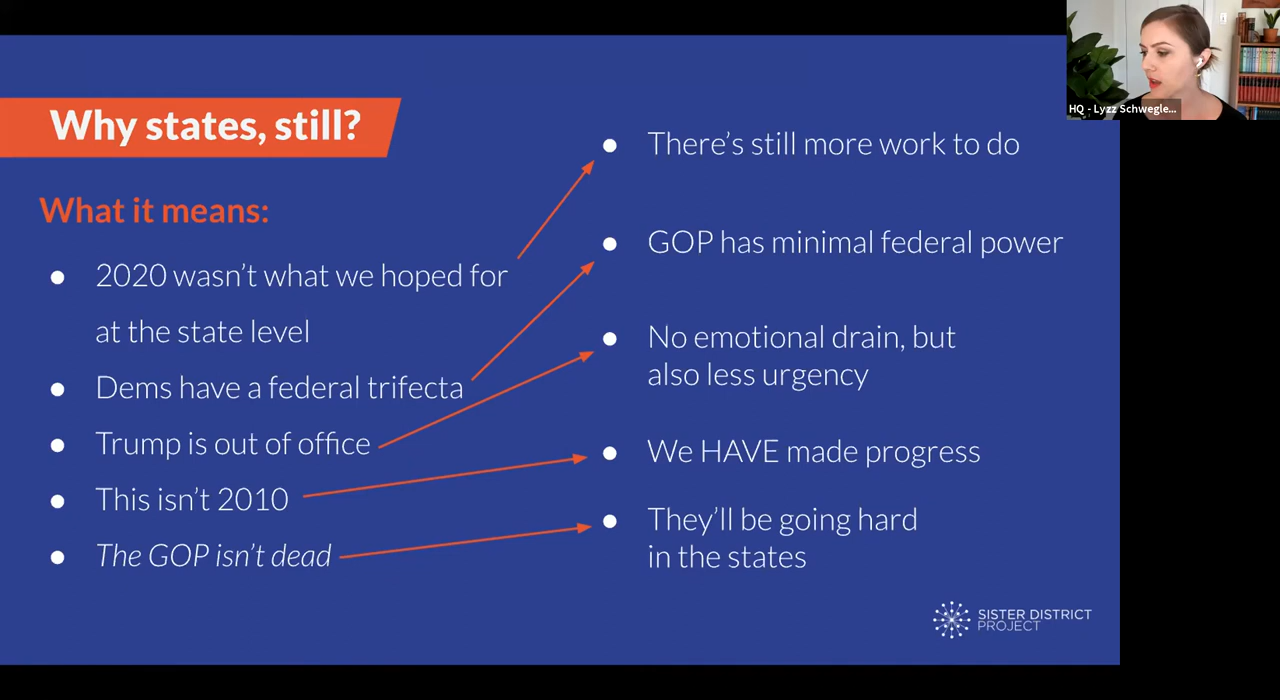 HQ - Lyzz Schwegle...
Why states, still?
What it means:
2020 wasn't what we hoped for
at the state level
Dems have a federal trifecta
Trump is out of office
This isn't 2010
The GOP isn't dead
There's still more work to do
GOP has minimal federal power
No emotional drain, but
also less urgency
We HAVE made progress
They'll be going hard
in the states
SISTER DISTRICT
PROJECT